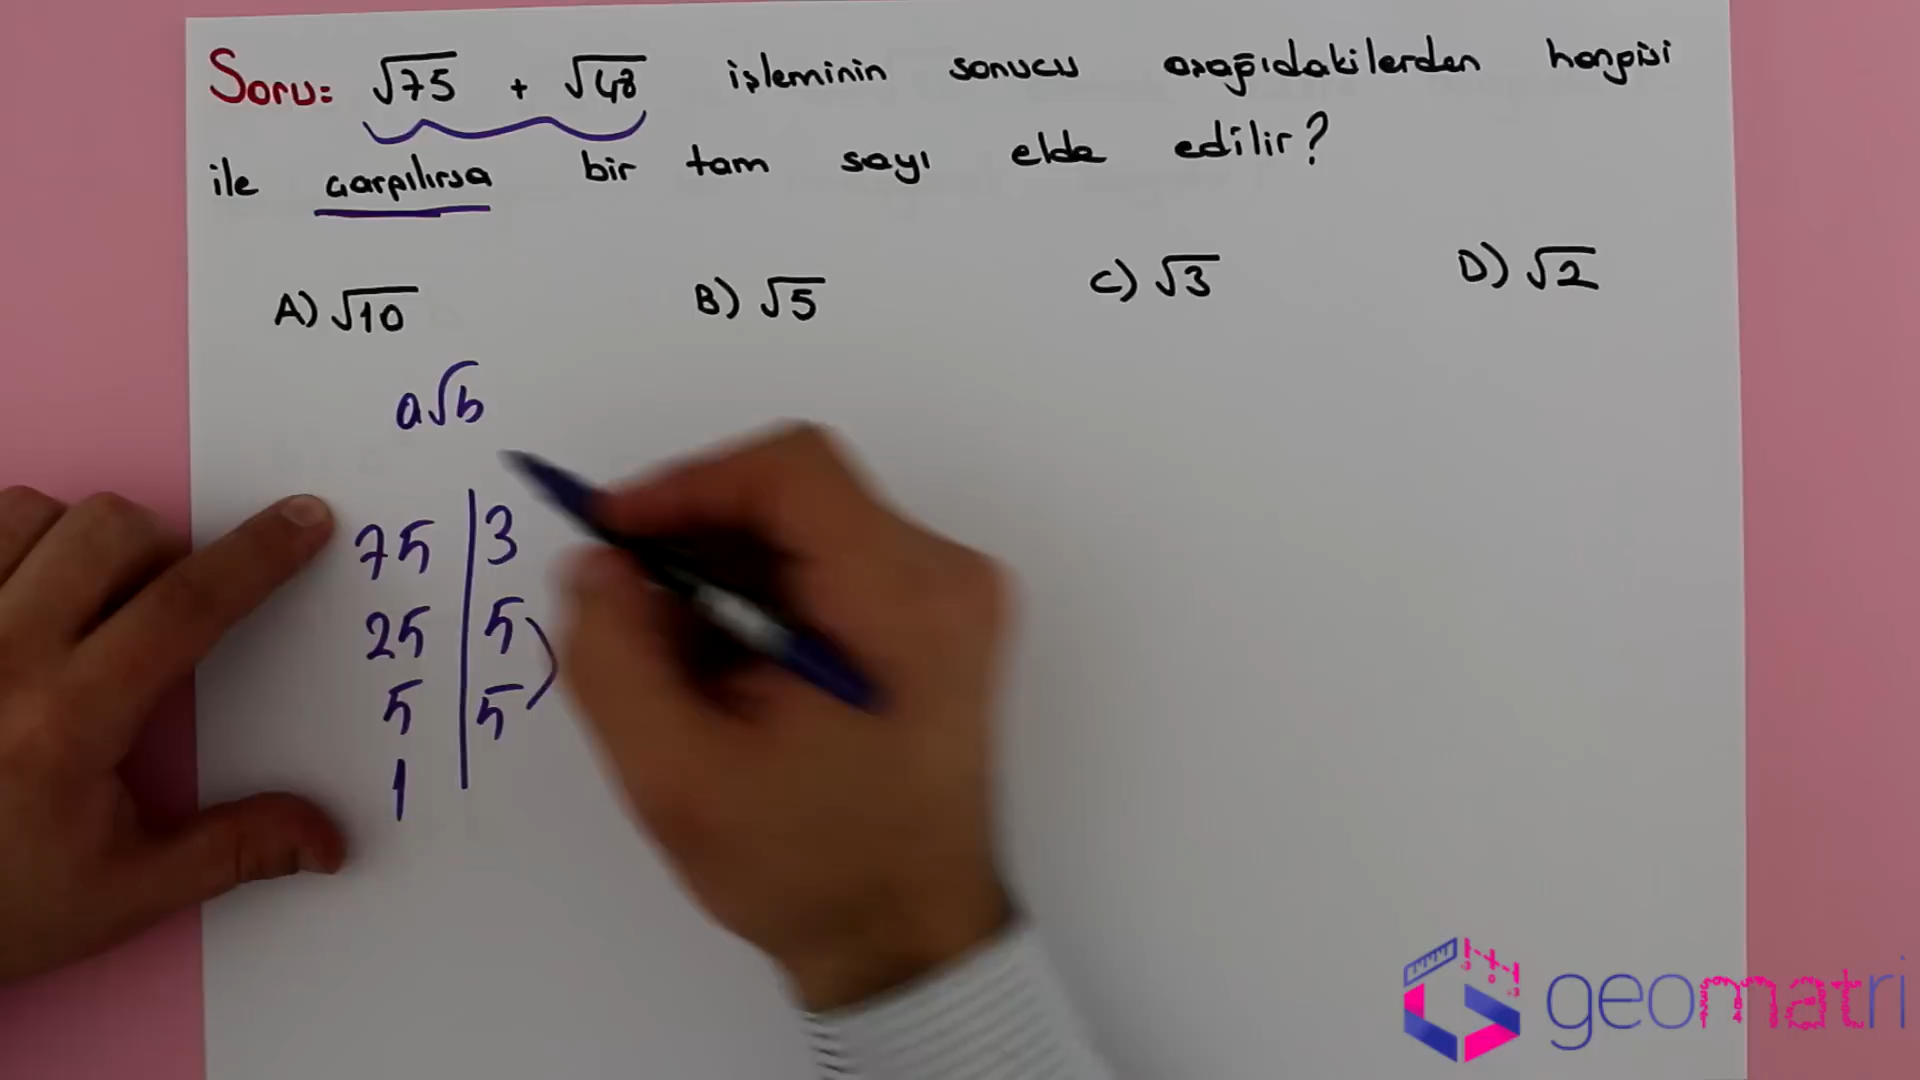 Soru: √75 + √48 işleminin sonucu aşağıdakilerden hangisi
ile çarpılırsa bir tam sayı elde edilir?
A) √10 B) √5 C) √3 D) √2
a√b
75 | 3
25 | 5
5 | 5
1
geomatri